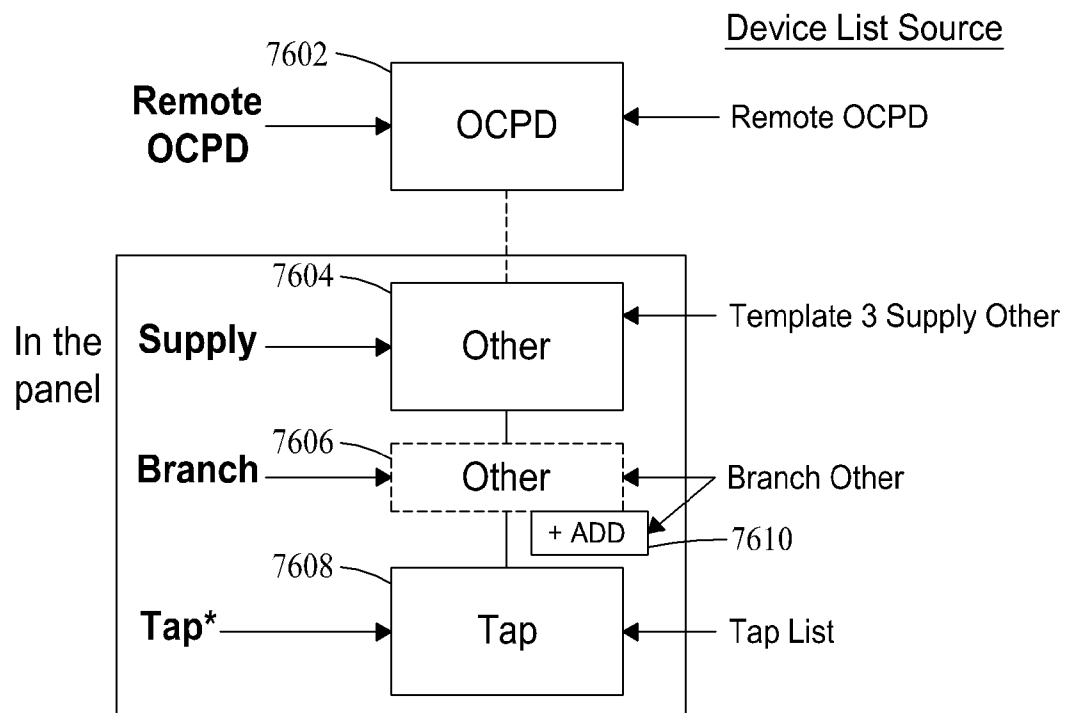 Device List Source
7602
Remote
OCPD
OCPD
Remote OCPD
In the
panel
7604
Supply
Other
Template 3 Supply Other
7606
Branch
Other
Branch Other
+ ADD
7610
7608
Tap*
Tap
Tap List